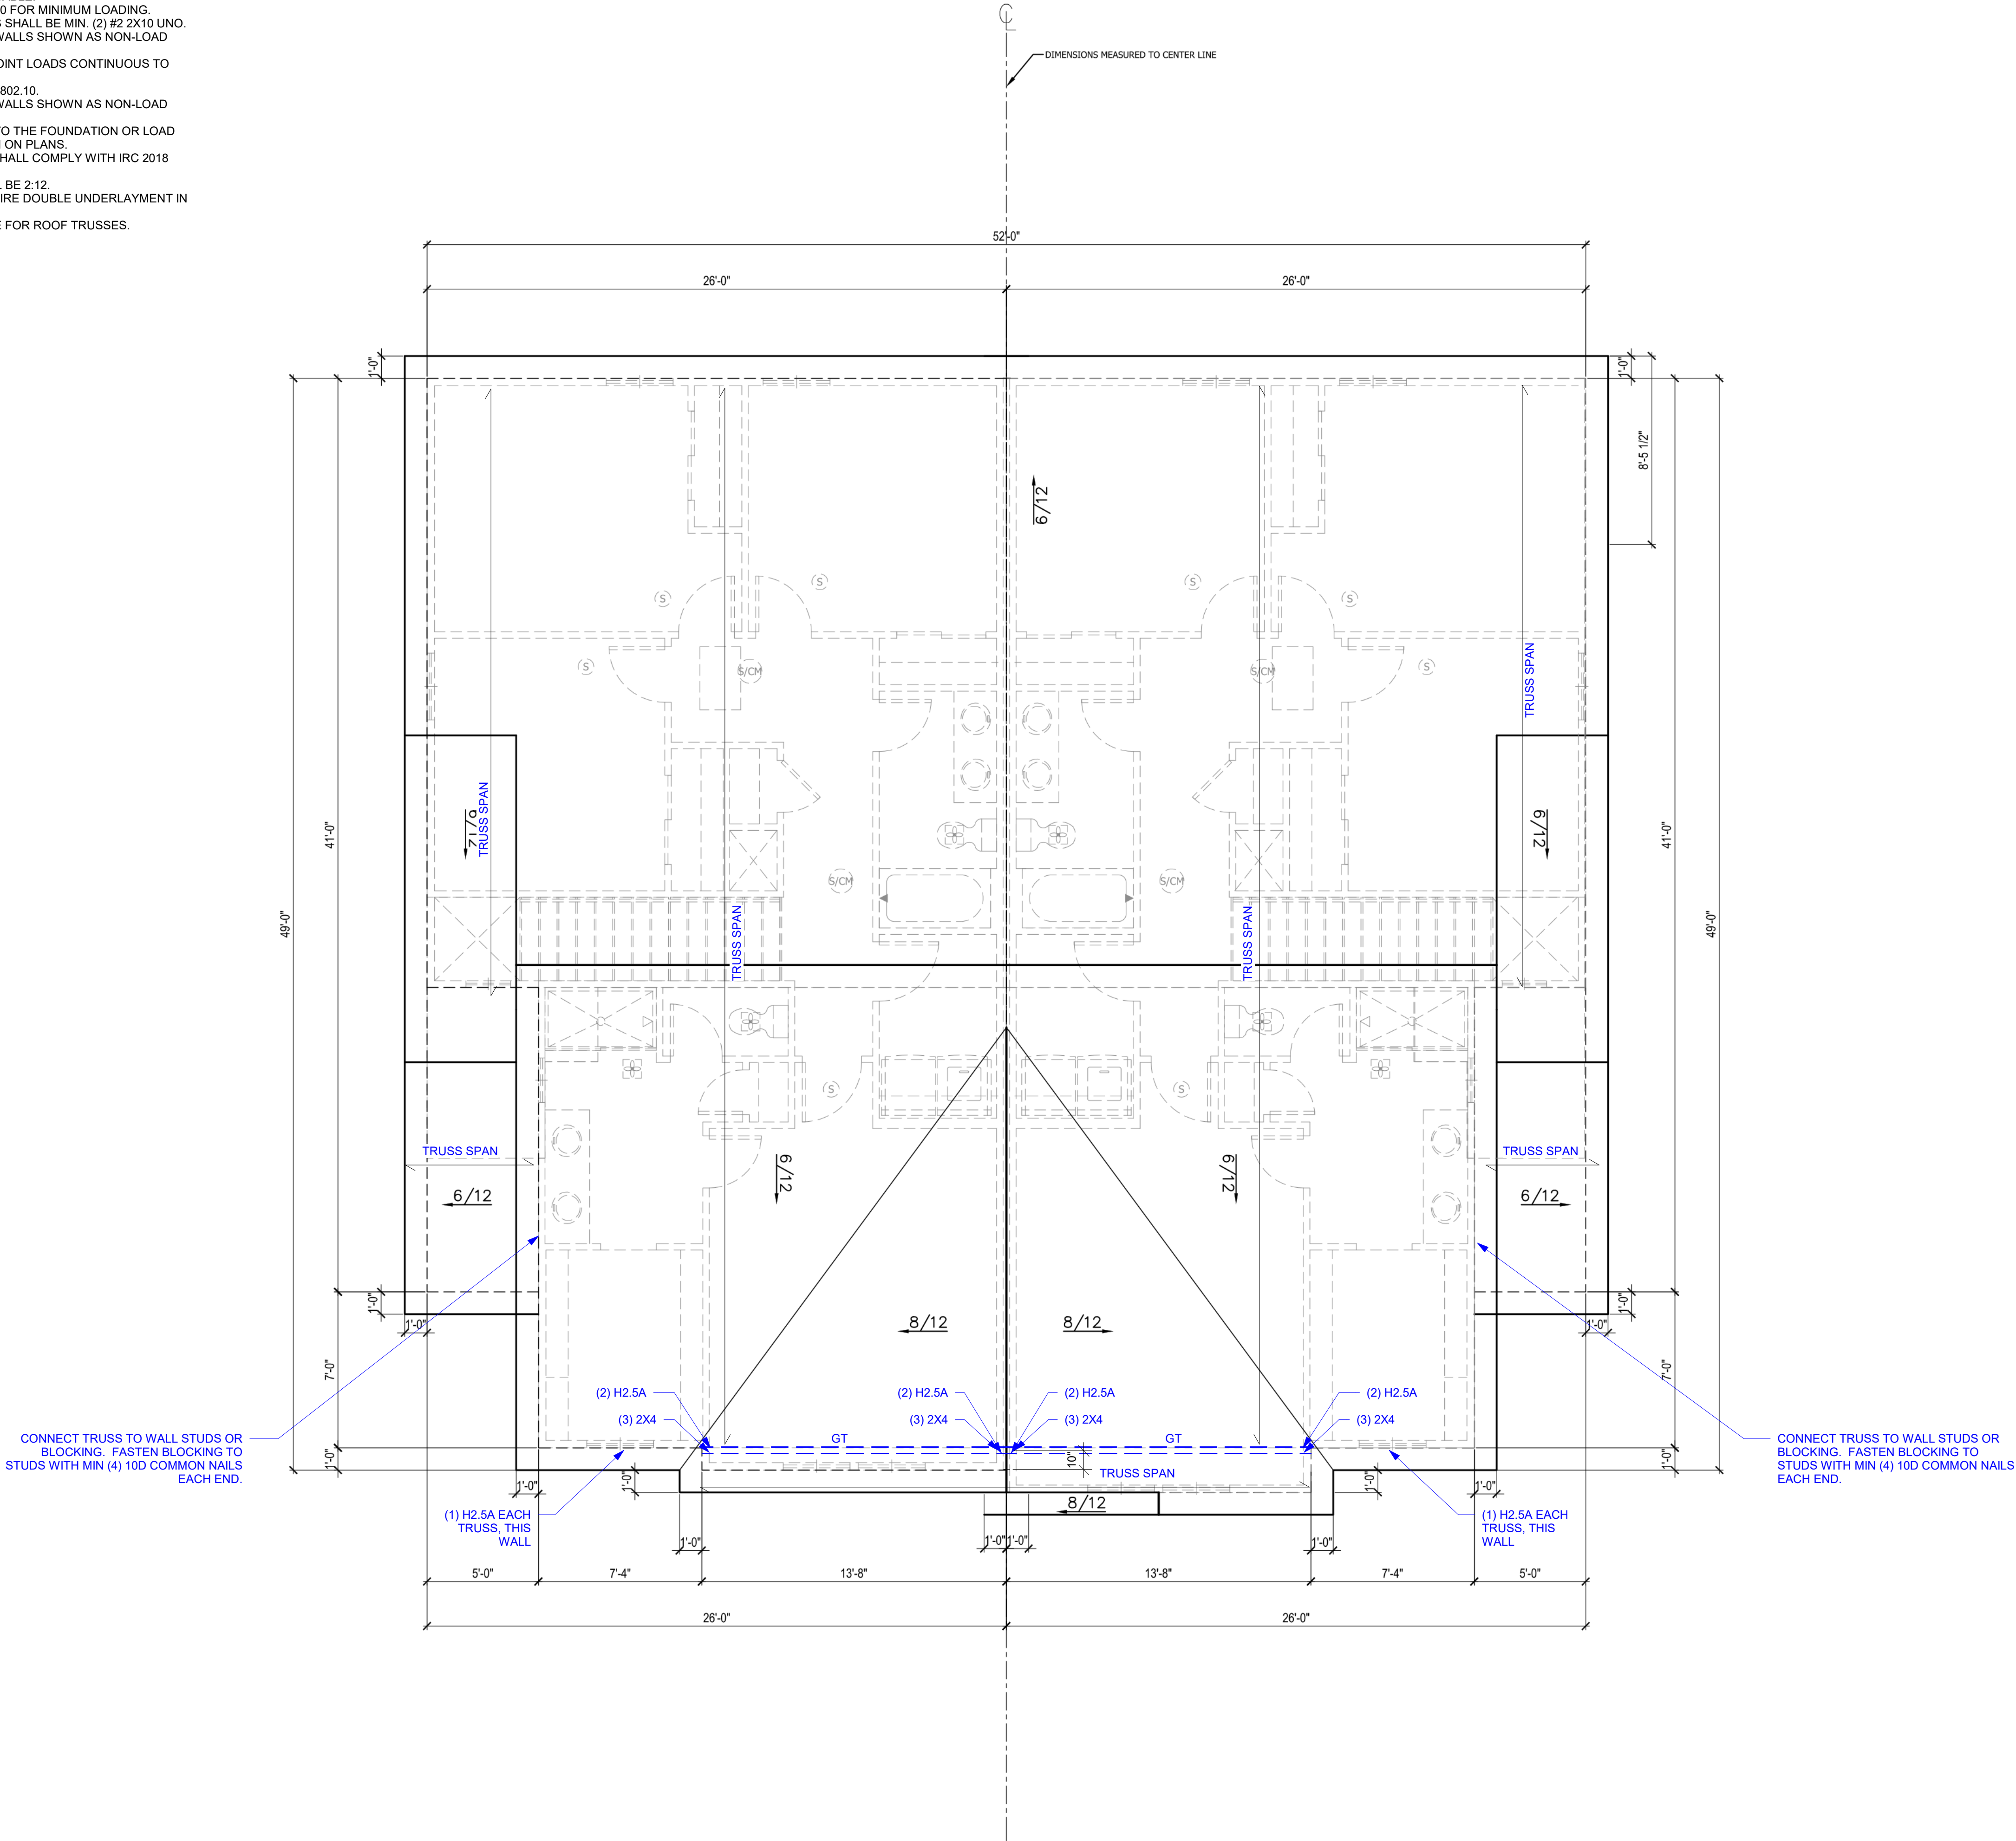 0 FOR MINIMUM LOADING.
S SHALL BE MIN. (2) #2 2X10 UNO.
WALLS SHOWN AS NON-LOAD
OINT LOADS CONTINUOUS TO
802.10.
WALLS SHOWN AS NON-LOAD
TO THE FOUNDATION OR LOAD
ON PLANS.
HALL COMPLY WITH IRC 2018
BE 2:12.
IRE DOUBLE UNDERLAYMENT IN
E FOR ROOF TRUSSES.
CL
DIMENSIONS MEASURED TO CENTER LINE
52'-0"
26'-0"
26'-0"
1'-0"
1'-0"
8'-5 1/2"
6/12
S
S
S
S
S
S/CM
S/CM
S
TRUSS SPAN
TRUSS SPAN
6/12
6/12
41'-0"
41'-0"
S/CM
S/CM
49'-0"
49'-0"
TRUSS SPAN
TRUSS SPAN
S
S
TRUSS SPAN
TRUSS SPAN
6/12
6/12
6/12
6/12
1'-0"
1'-0"
1'-0"
1'-0"
8/12
8/12
7'-0"
7'-0"
(2) H2.5A
(2) H2.5A
(2) H2.5A
(2) H2.5A
(3) 2X4
(3) 2X4
(3) 2X4
(3) 2X4
GT
GT
CONNECT TRUSS TO WALL STUDS OR
BLOCKING. FASTEN BLOCKING TO
STUDS WITH MIN (4) 10D COMMON NAILS
EACH END.
CONNECT TRUSS TO WALL STUDS OR
BLOCKING. FASTEN BLOCKING TO
STUDS WITH MIN (4) 10D COMMON NAILS
EACH END.
1'-0"
10"
1'-0"
TRUSS SPAN
1'-0"
1'-0"
1'-0"
1'-0"
8/12
(1) H2.5A EACH
TRUSS, THIS
WALL
(1) H2.5A EACH
TRUSS, THIS
WALL
1'-0"
1'-0"
1'-0"
1'-0"
5'-0"
7'-4"
13'-8"
13'-8"
7'-4"
5'-0"
26'-0"
26'-0"